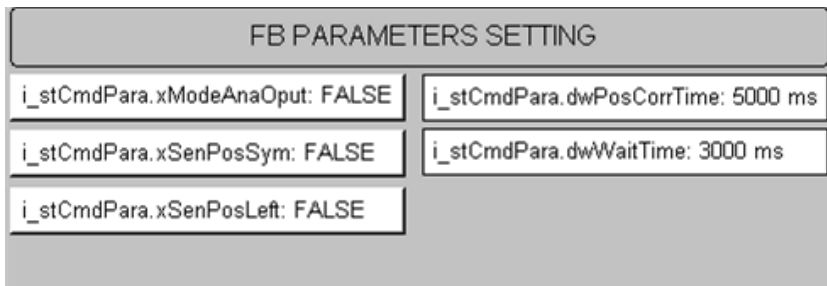 FB PARAMETERS SETTING
i_stCmdPara.xModeAnaOput: FALSE
i_stCmdPara.dwPosCorrTime: 5000 ms
i_stCmdPara.xSenPosSym: FALSE
i_stCmdPara.dwWaitTime: 3000 ms
i_stCmdPara.xSenPosLeft: FALSE